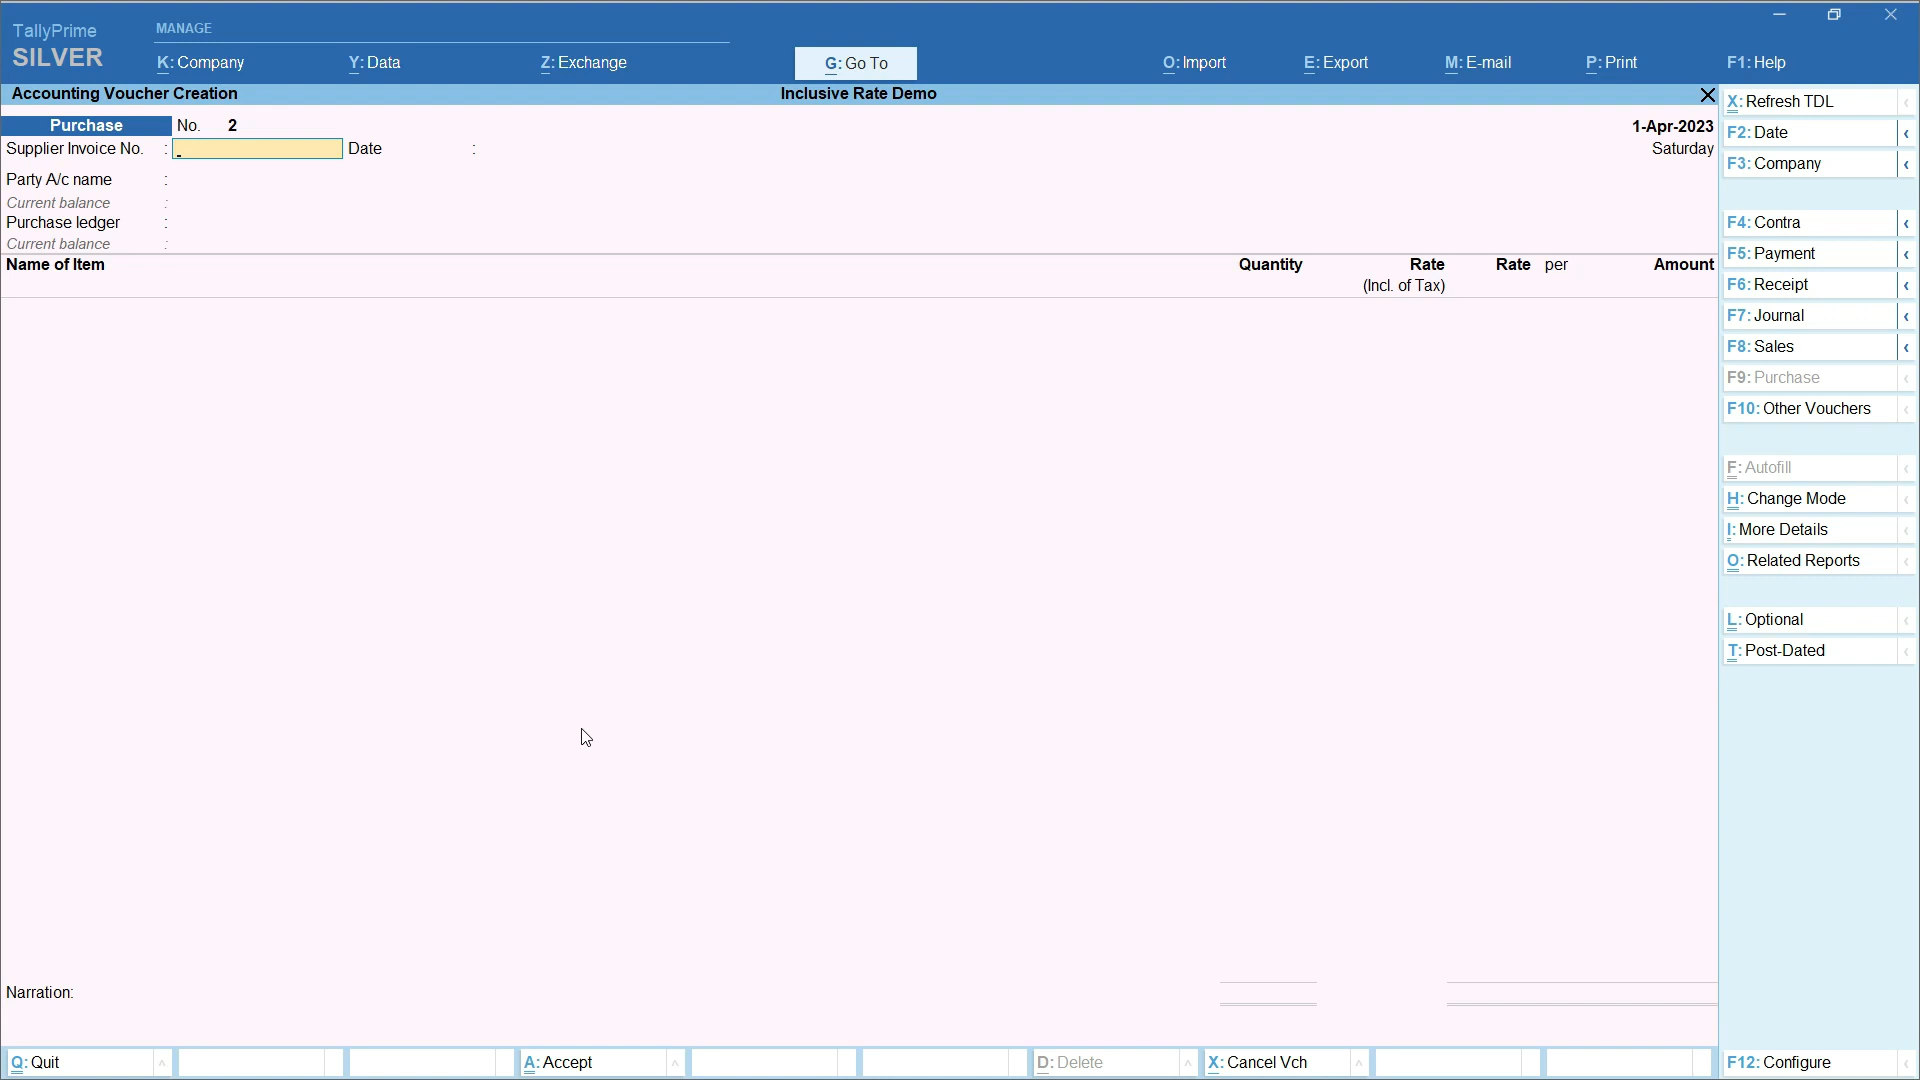 TallyPrime
SILVER
MANAGE
K: Company
Y: Data
Z: Exchange
G: Go To
O: Import
E: Export
M: E-mail
P: Print
F1: Help
Accounting Voucher Creation
Inclusive Rate Demo
Purchase No. 2
1-Apr-2023
Supplier Invoice No. : Date :
Saturday
Party A/c name :
Current balance :
Purchase ledger :
Current balance :
Name of Item
Quantity
Rate
Rate per
Amount
(Incl. of Tax)
Narration:
X: Refresh TDL
F2: Date
F3: Company
F4: Contra
F5: Payment
F6: Receipt
F7: Journal
F8: Sales
F9: Purchase
F10: Other Vouchers
F: Autofill
H: Change Mode
I: More Details
O: Related Reports
L: Optional
T: Post-Dated
Q: Quit
A: Accept
D: Delete
X: Cancel Vch
F12: Configure